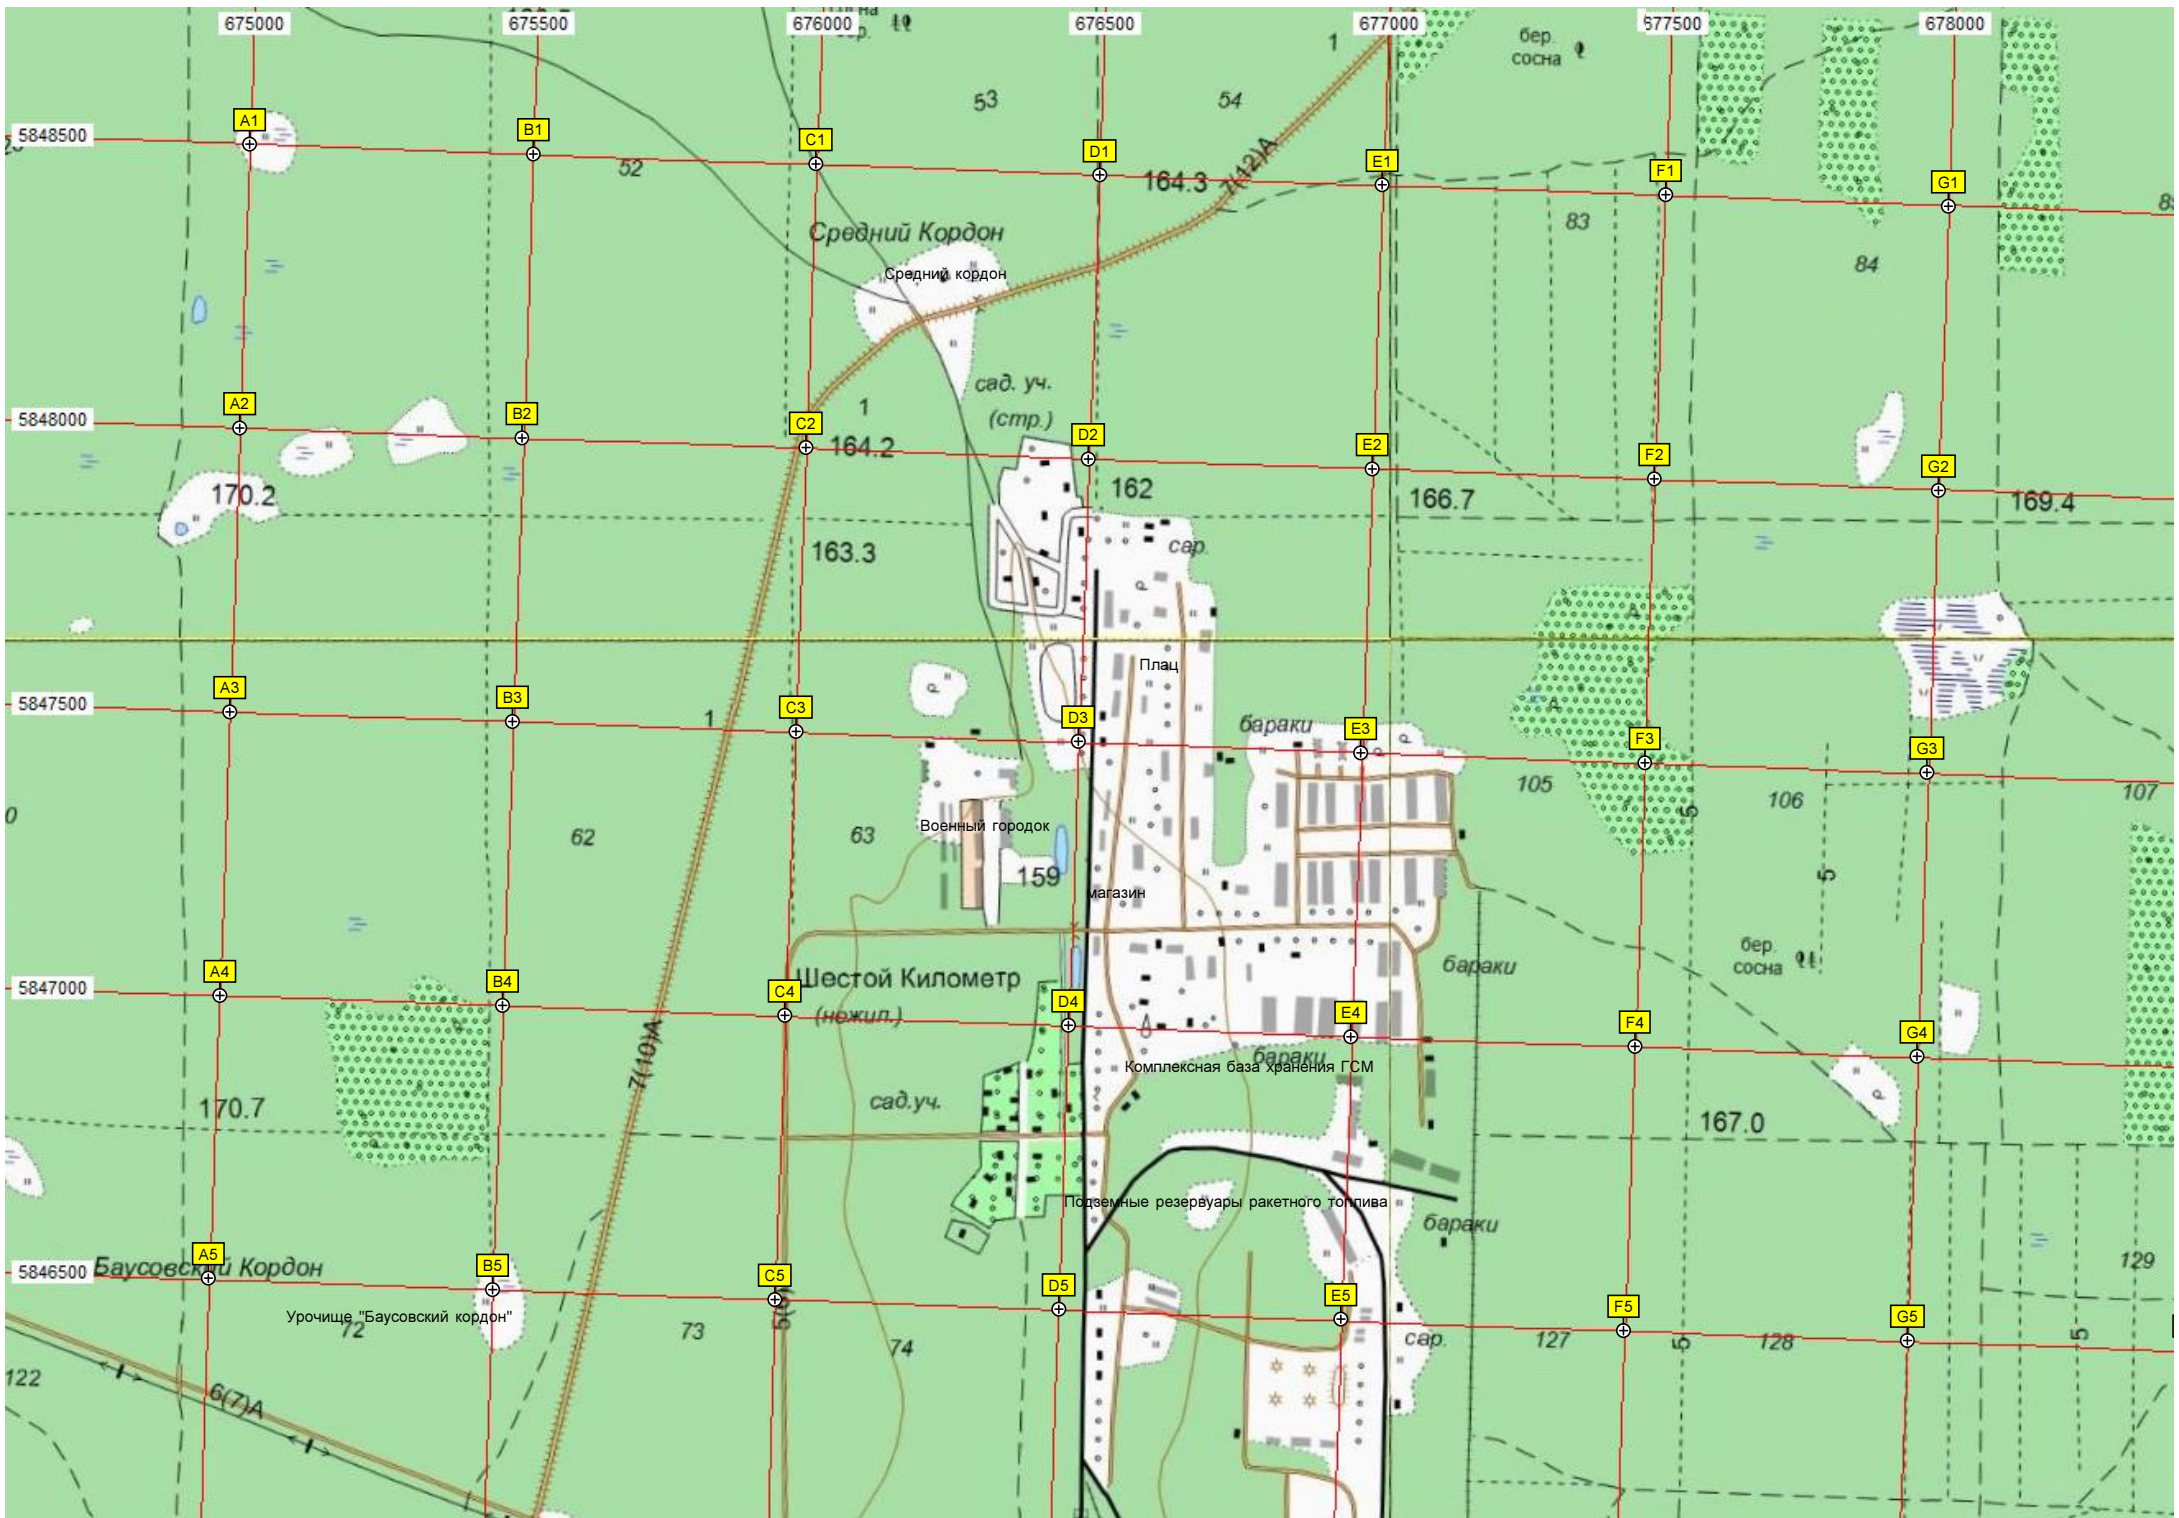 675000 675500 676000 676500 677000 677500 678000
бер.
сосна
1
53
54
5848500
A1
B1
C1
D1
E1
F1
G1
52
164.3
7(12)А
83
84
Средний Кордон
Средний кордон
сад. уч.
(стр.)
1
5848000
A2
B2
C2
D2
E2
F2
G2
164.2
170.2
162
166.7
169.4
163.3
сар.
Плац
5847500
A3
B3
C3
D3
E3
F3
G3
1
бараки
105
106
107
5
62
63
Военный городок
159
магазин
5
бер.
сосна
бараки
5847000
A4
B4
C4
D4
E4
F4
G4
Шестой Километр
(нежил.)
7(10)А
бараки
Комплексная база хранения ГСМ
170.7
сад.уч.
167.0
Подземные резервуары ракетного топлива
бараки
129
5846500
Баусовский Кордон
A5
B5
C5
D5
E5
F5
G5
Урочище "Баусовский кордон"
72
73
74
сар.
127
5
128
5
122
6(7)А